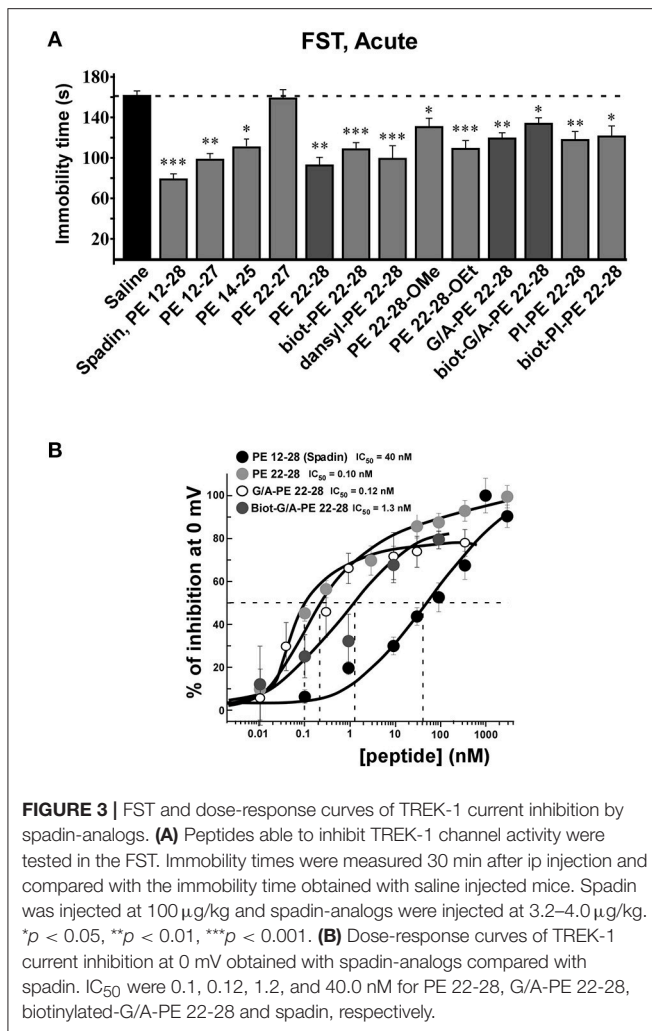 A
FST, Acute
Immobility time (s)
180
140
100
60
20
*** ** * ** *** *** * *** ** * ** *
Saline
Spadin, PE 12-28
PE 12-27
PE 14-25
PE 22-27
PE 22-28
biot-PE 22-28
dansyl-PE 22-28
PE 22-28-OMe
PE 22-28-OEt
G/A-PE 22-28
biot-G/A-PE 22-28
PI-PE 22-28
biot-PI-PE 22-28
B
PE 12-28 (Spadin) IC50 = 40 nM
PE 22-28 IC50 = 0.10 nM
G/A-PE 22-28 IC50 = 0.12 nM
Biot-G/A-PE 22-28 IC50 = 1.3 nM
% of inhibition at 0 mV
100
80
60
40
20
0
0.01 0.1 1 10 100 1000
[peptide] (nM)
FIGURE 3 | FST and dose-response curves of TREK-1 current inhibition by
spadin-analogs. (A) Peptides able to inhibit TREK-1 channel activity were
tested in the FST. Immobility times were measured 30 min after ip injection and
compared with the immobility time obtained with saline injected mice. Spadin
was injected at 100 μg/kg and spadin-analogs were injected at 3.2–4.0 μg/kg.
*p < 0.05, **p < 0.01, ***p < 0.001. (B) Dose-response curves of TREK-1
current inhibition at 0 mV obtained with spadin-analogs compared with
spadin. IC50 were 0.1, 0.12, 1.2, and 40.0 nM for PE 22-28, G/A-PE 22-28,
biotinylated-G/A-PE 22-28 and spadin, respectively.